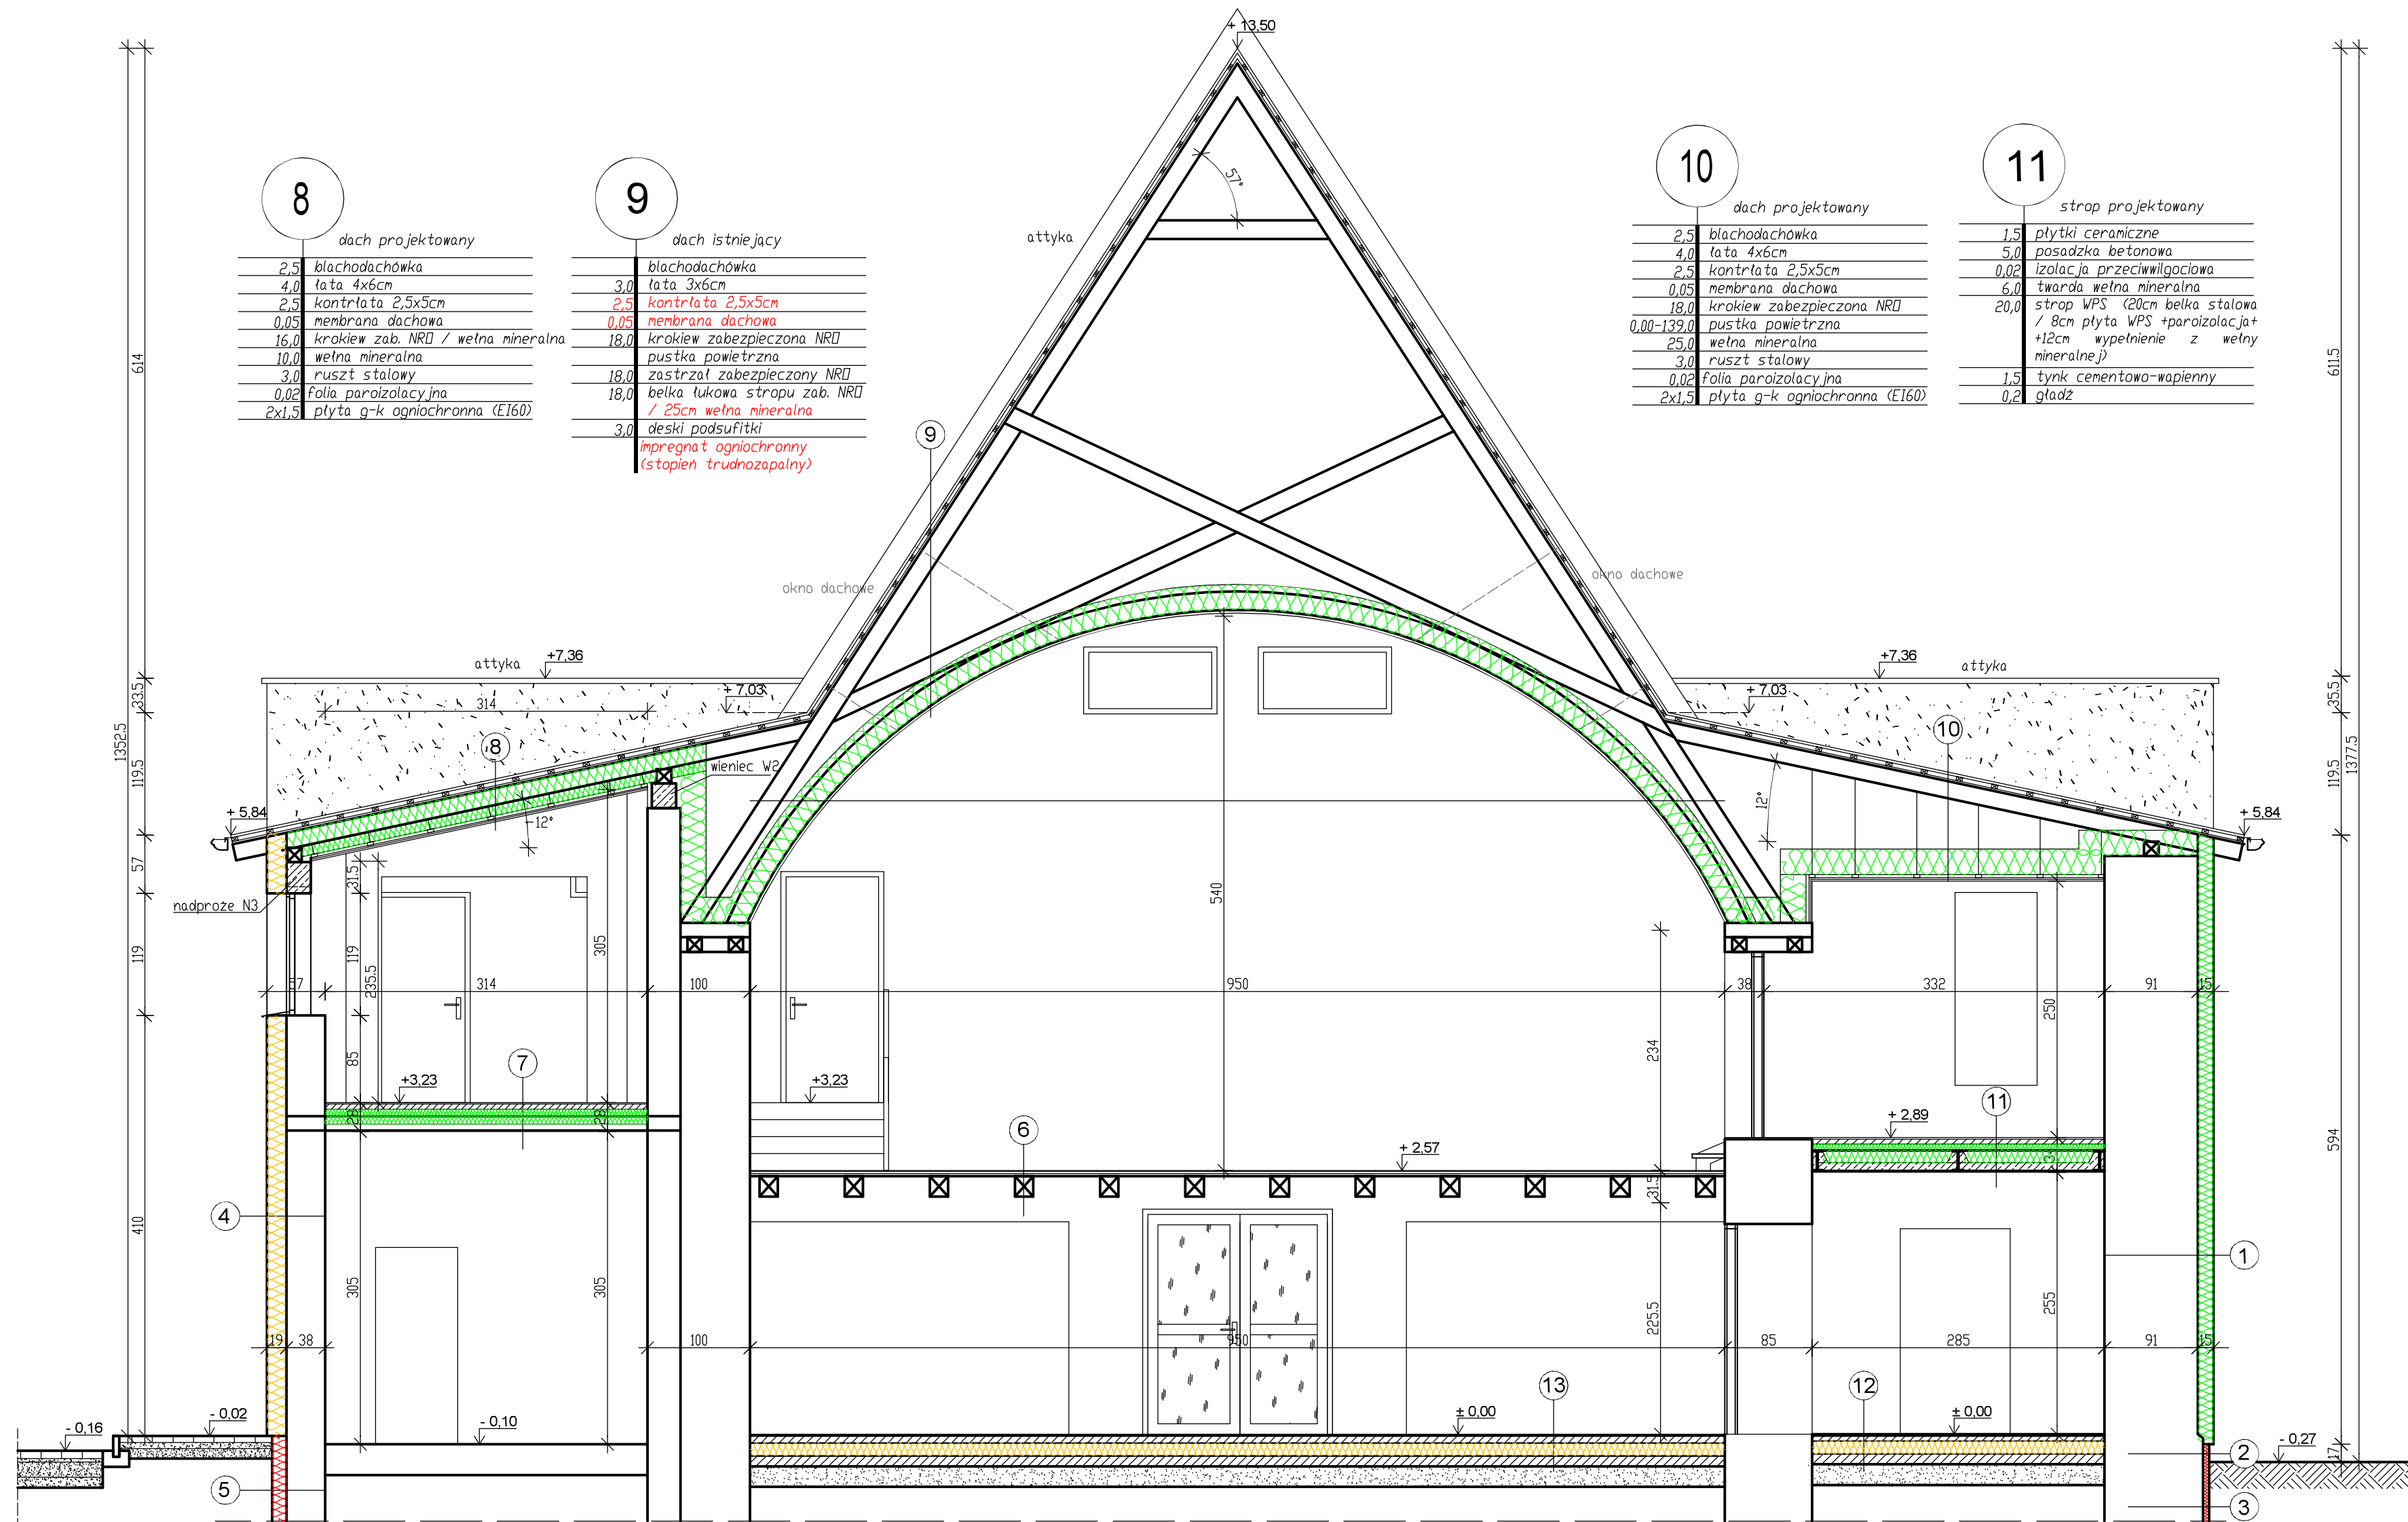 + 13,50
8
dach projektowany
2,5 blachodachówka
4,0 łata 4x6cm
2,5 kontrłata 2,5x5cm
0,05 membrana dachowa
16,0 krokiew zab. NRO / wełna mineralna
10,0 wełna mineralna
3,0 ruszt stalowy
0,02 folia paroizolacyjna
2x1,5 płyta g-k ogniochronna (EI60)
9
dach istniejący
blachodachówka
3,0 łata 3x6cm
2,5 kontrłata 2,5x5cm
0,05 membrana dachowa
18,0 krokiew zabezpieczona NRO
pustka powietrzna
18,0 zastrzał zabezpieczony NRO
18,0 belka łukowa stropu zab. NRO
/ 25cm wełna mineralna
3,0 deski podsufitki
impregnat ogniochronny
(stopień trudnozapalny)
10
dach projektowany
2,5 blachodachówka
4,0 łata 4x6cm
2,5 kontrłata 2,5x5cm
0,05 membrana dachowa
18,0 krokiew zabezpieczona NRO
0,00-139,0 pustka powietrzna
25,0 wełna mineralna
3,0 ruszt stalowy
0,02 folia paroizolacyjna
2x1,5 płyta g-k ogniochronna (EI60)
11
strop projektowany
1,5 płytki ceramiczne
5,0 posadzka betonowa
0,02 izolacja przeciwwilgociowa
6,0 twarda wełna mineralna
20,0 strop WPS (20cm belka stalowa
/ 8cm płyta WPS +paroizolacja+
+12cm wypełnienie z wełny
mineralnej)
1,5 tynk cementowo-wapienny
0,2 gładź
57°
attyka
614
611.5
9
okno dachowe
okno dachowe
attyka
+7,36
+7,36
attyka
33.5
+ 7,03
+ 7,03
35.5
314
8
10
1352.5
119.5
wieniec W2
12°
119.5
1377.5
+ 5,84
12°
+ 5,84
57
31.5
540
nadproże N3
119
119
235.5
305
234
250
57
314
100
950
38
332
91
15
85
7
+3,23
+3,23
28
28
6
+ 2,57
+ 2,89
11
31.5
594
4
410
305
305
225.5
255
1
19
38
100
950
85
285
91
15
13
12
- 0,16
- 0,02
- 0,10
± 0,00
± 0,00
2
- 0,27
17
5
3